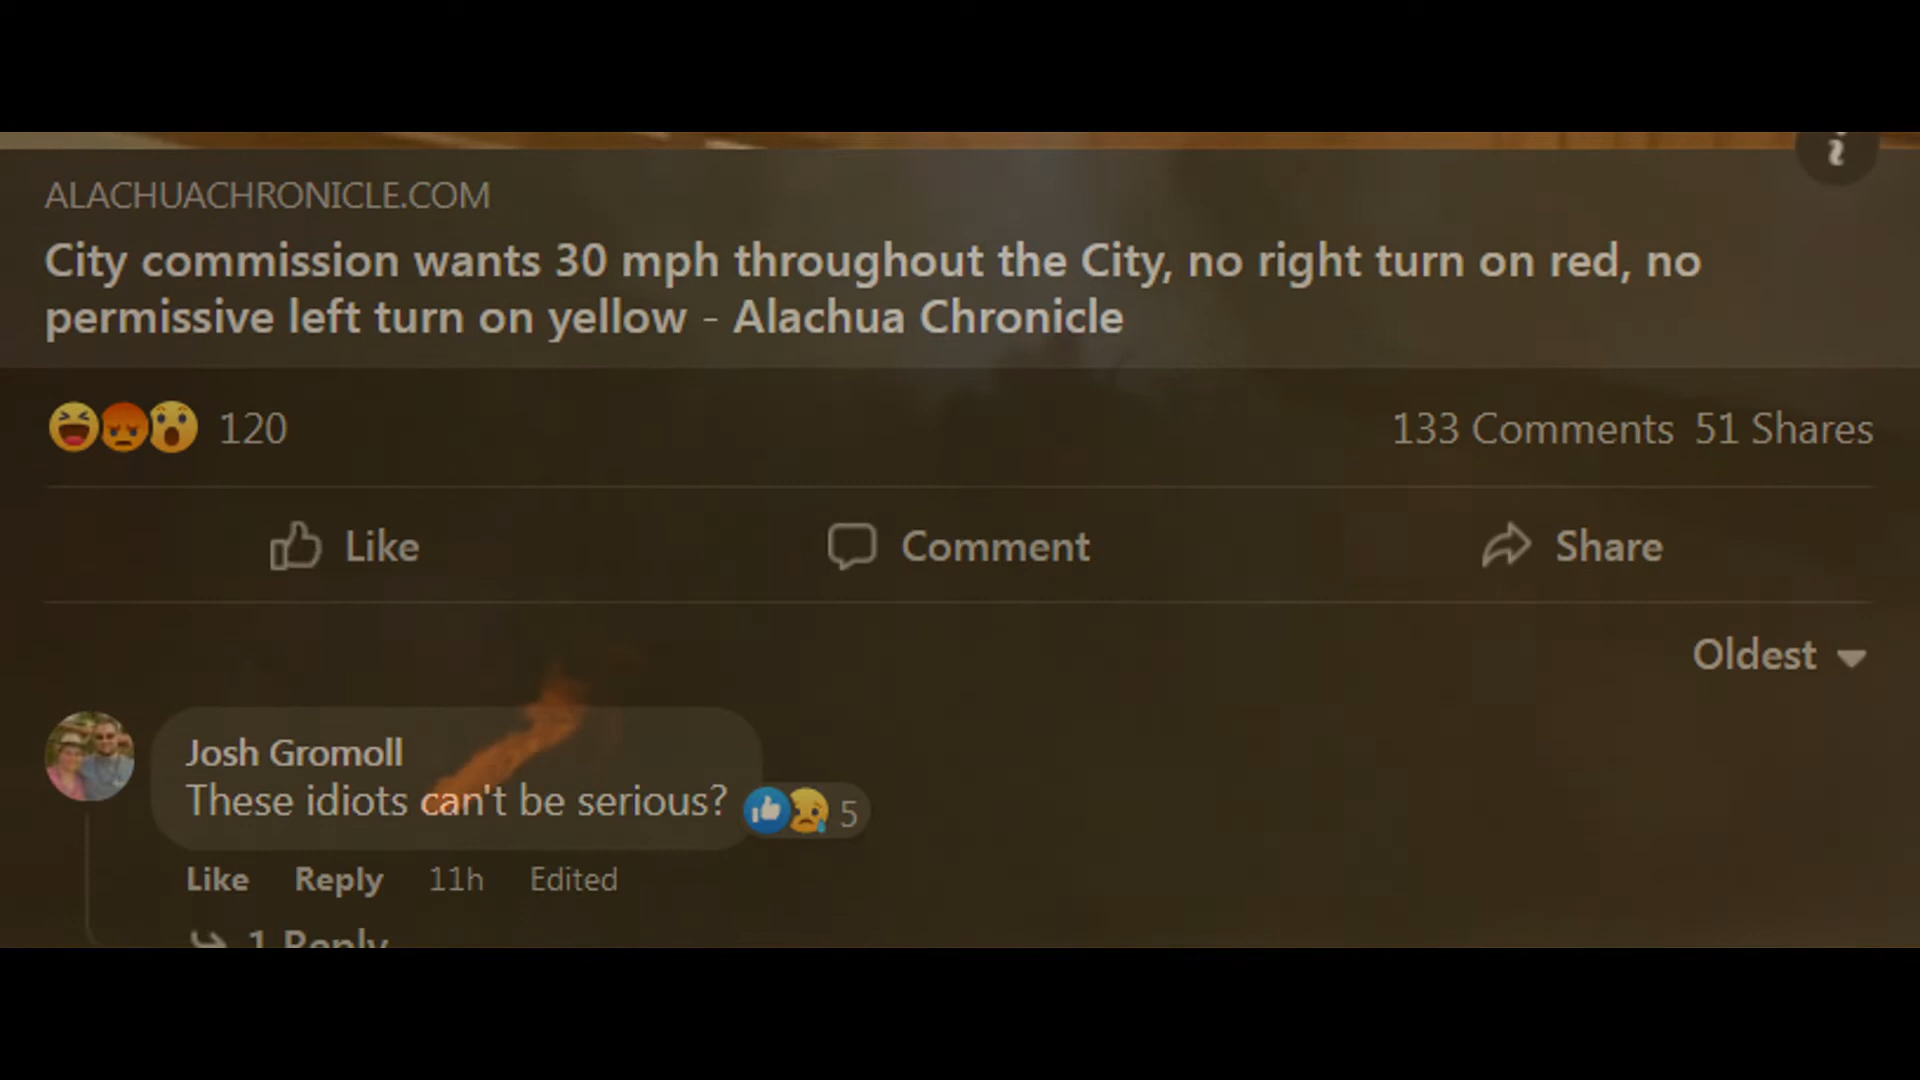 ALACHUACHRONICLE.COM
City commission wants 30 mph throughout the City, no right turn on red, no
permissive left turn on yellow - Alachua Chronicle
120
133 Comments 51 Shares
Like
Comment
Share
Oldest
Josh Gromoll
These idiots can't be serious?
5
Like Reply 11h Edited
1 Reply